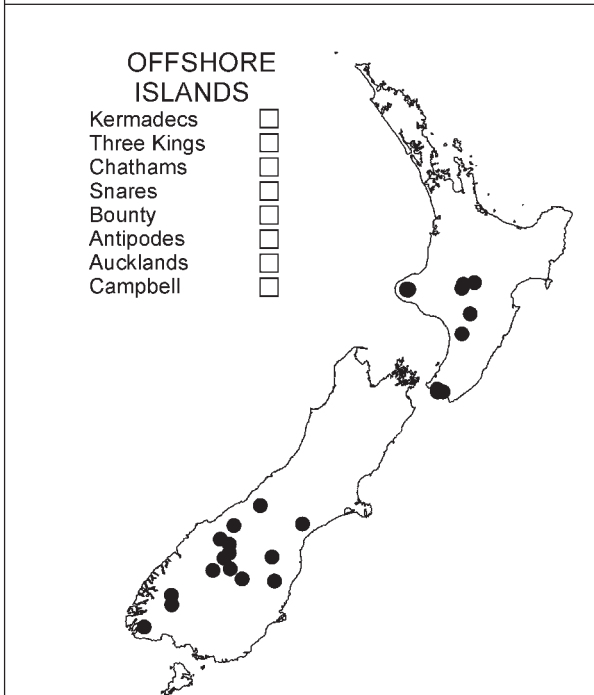 OFFSHORE
ISLANDS
Kermadecs
Three Kings
Chathams
Snares
Bounty
Antipodes
Aucklands
Campbell